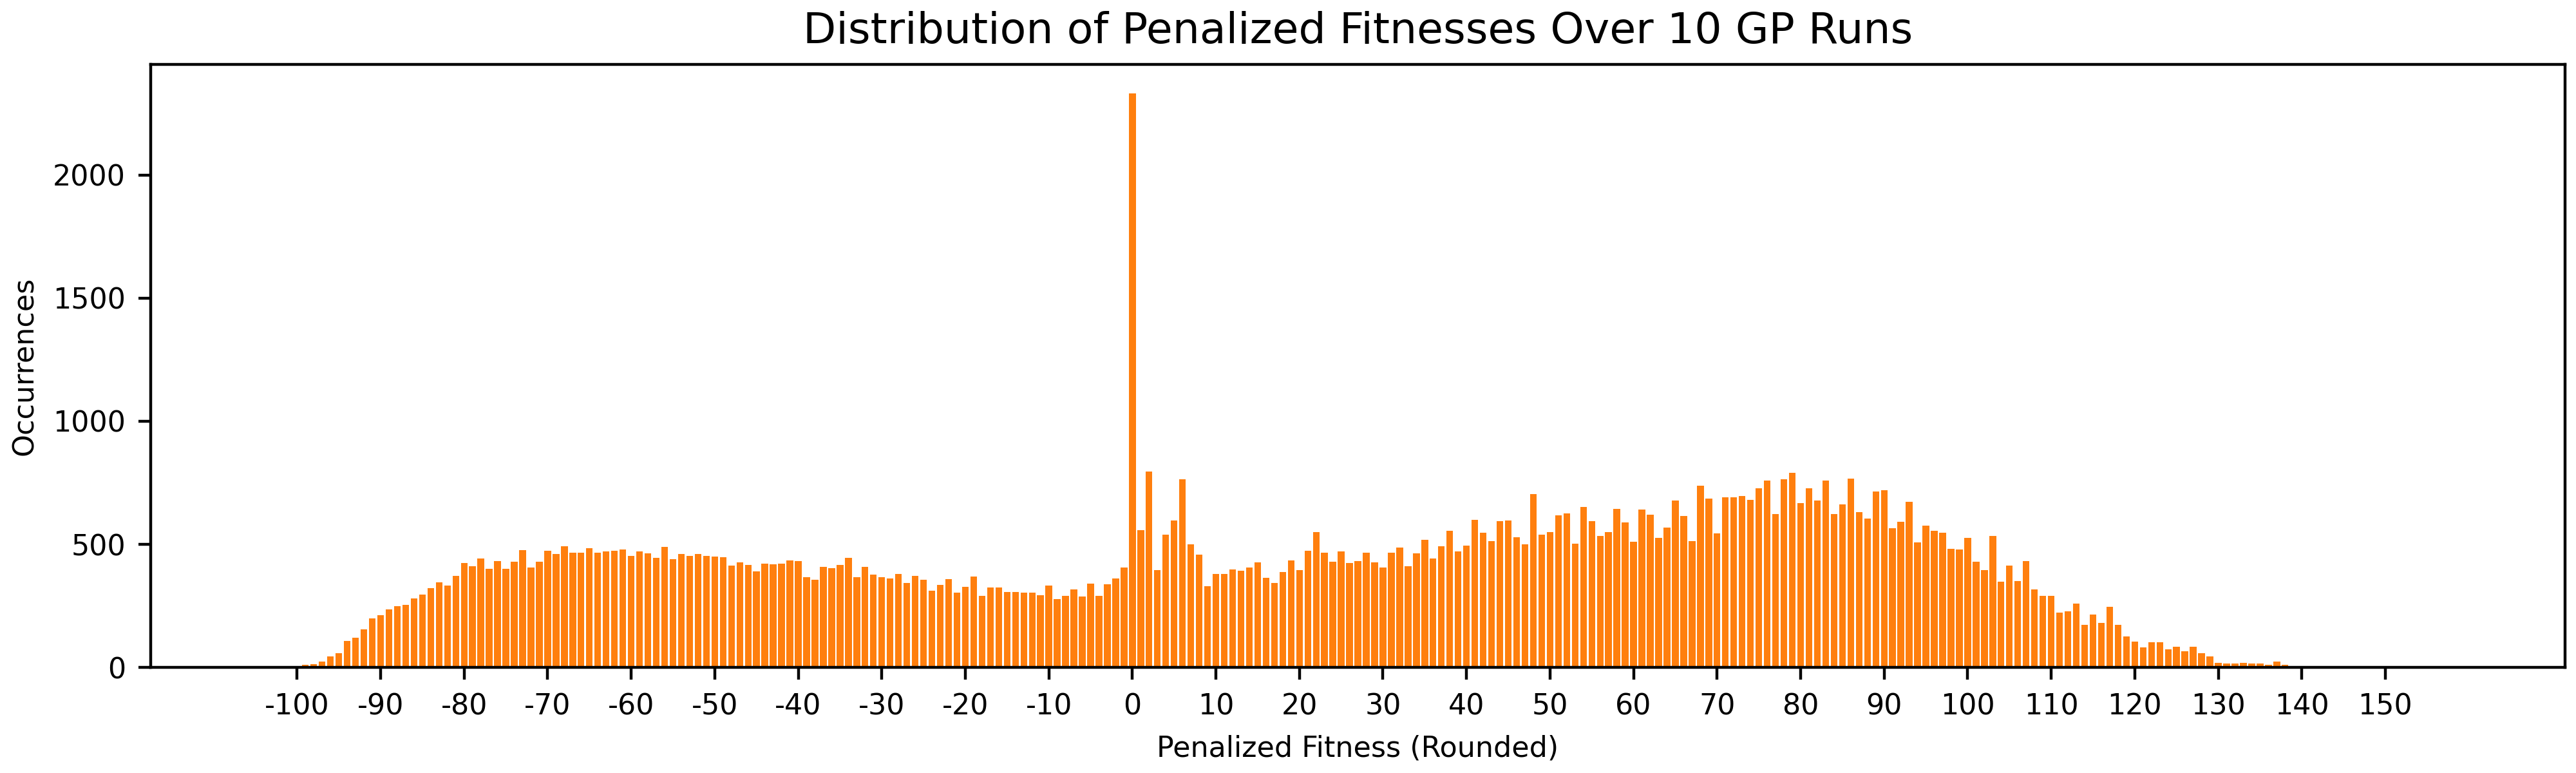 Distribution of Penalized Fitnesses Over 10 GP Runs
Occurrences
2000
1500
1000
500
0
-100 -90 -80 -70 -60 -50 -40 -30 -20 -10 0 10 20 30 40 50 60 70 80 90 100 110 120 130 140 150
Penalized Fitness (Rounded)